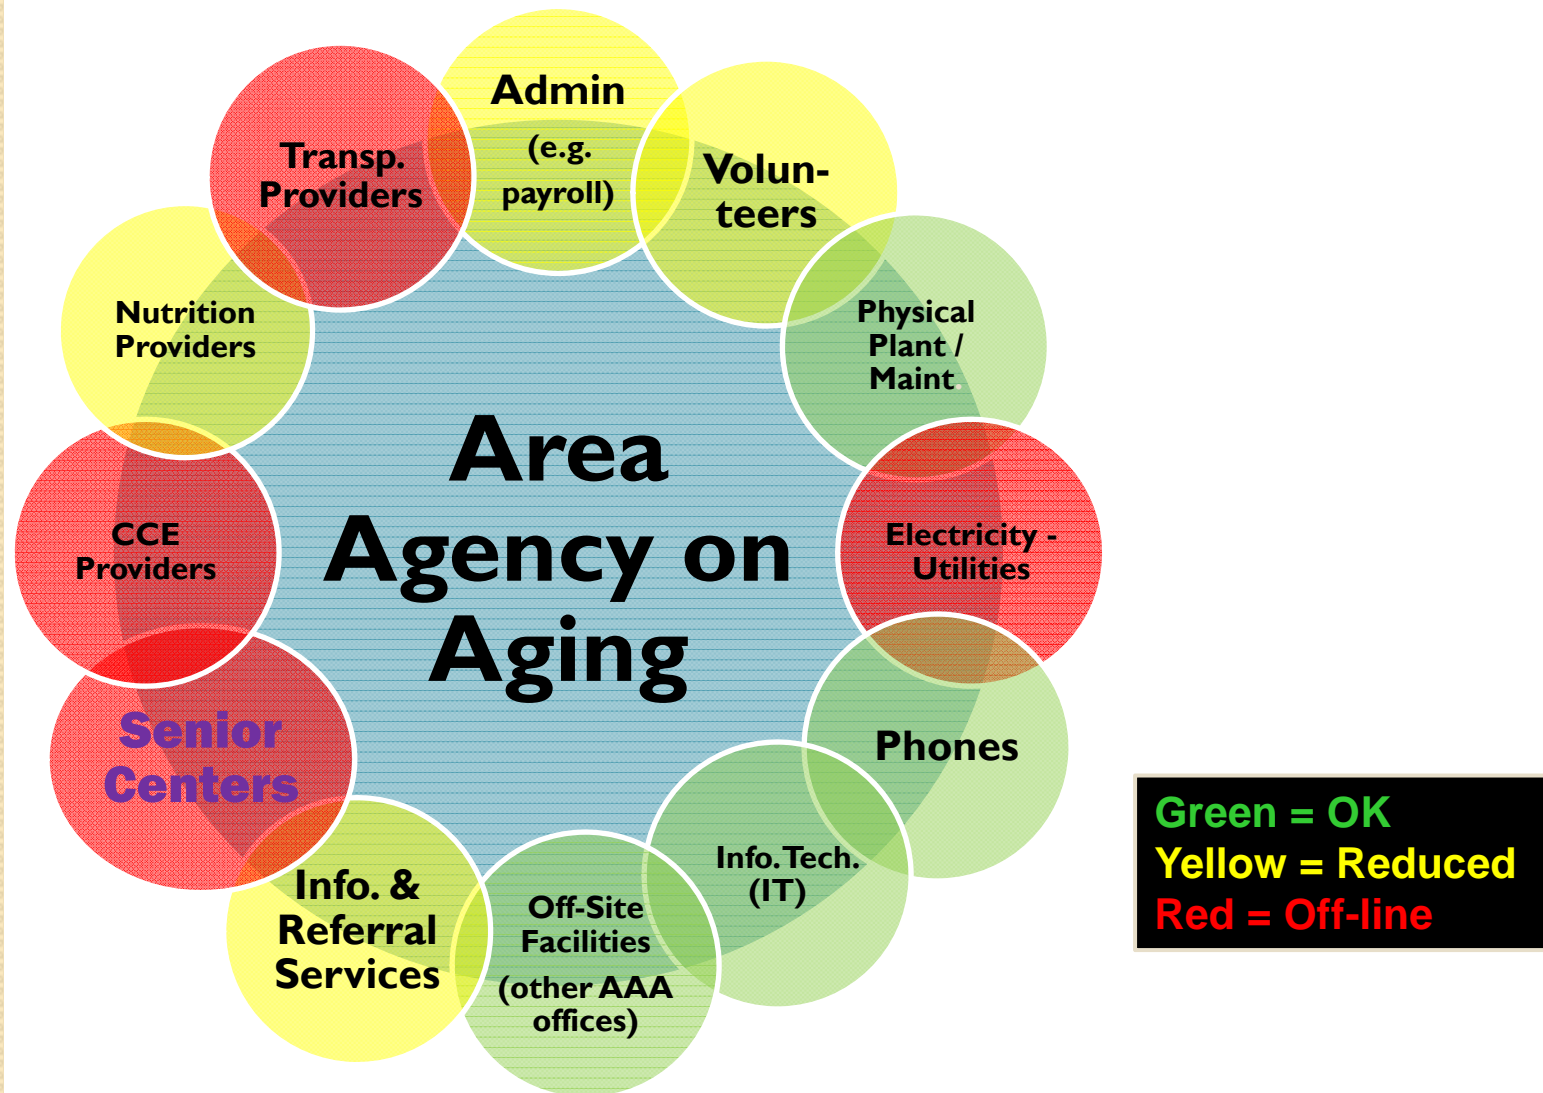 Admin
(e.g.
payroll)
Volun-
teers
Physical
Plant /
Maint.
Electricity -
Utilities
Phones
Info. Tech.
(IT)
Off-Site
Facilities
(other AAA
offices)
Info. &
Referral
Services
Senior
Centers
CCE
Providers
Nutrition
Providers
Transp.
Providers
Area
Agency on
Aging
Green = OK
Yellow = Reduced
Red = Off-line